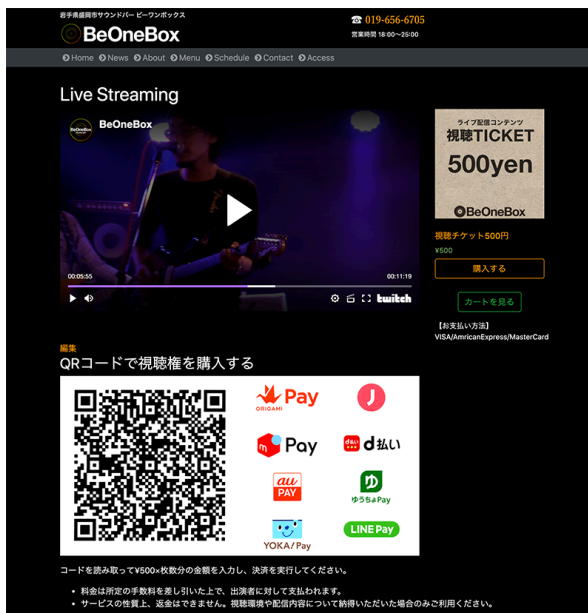 岩手県盛岡市サウンドバー ビーワンボックス
BeOneBox
☎ 019-656-6705
営業時間 18:00〜25:00
Home News About Menu Schedule Contact Access
Live Streaming
BeOneBox
BeOneBox
00:05:55
00:11:19
twitch
ライブ配信コンテンツ
視聴TICKET
500yen
BeOneBox
視聴チケット500円
¥500
購入する
カートを見る
【お支払い方法】
VISA/AmricanExpress/MasterCard
編集
QRコードで視聴権を購入する
Pay
ORIGAMI
J
m Pay
d払い d払い
au
PAY
ゆ
ゆうちょPay
YOKA!Pay
LINE Pay
コードを読み取って¥500×枚数分の金額を入力し、決済を実行してください。
• 料金は所定の手数料を差し引いた上で、出演者に対して支払われます。
• サービスの性質上、返金はできません。視聴環境や配信内容について納得いただいた場合のみご利用ください。